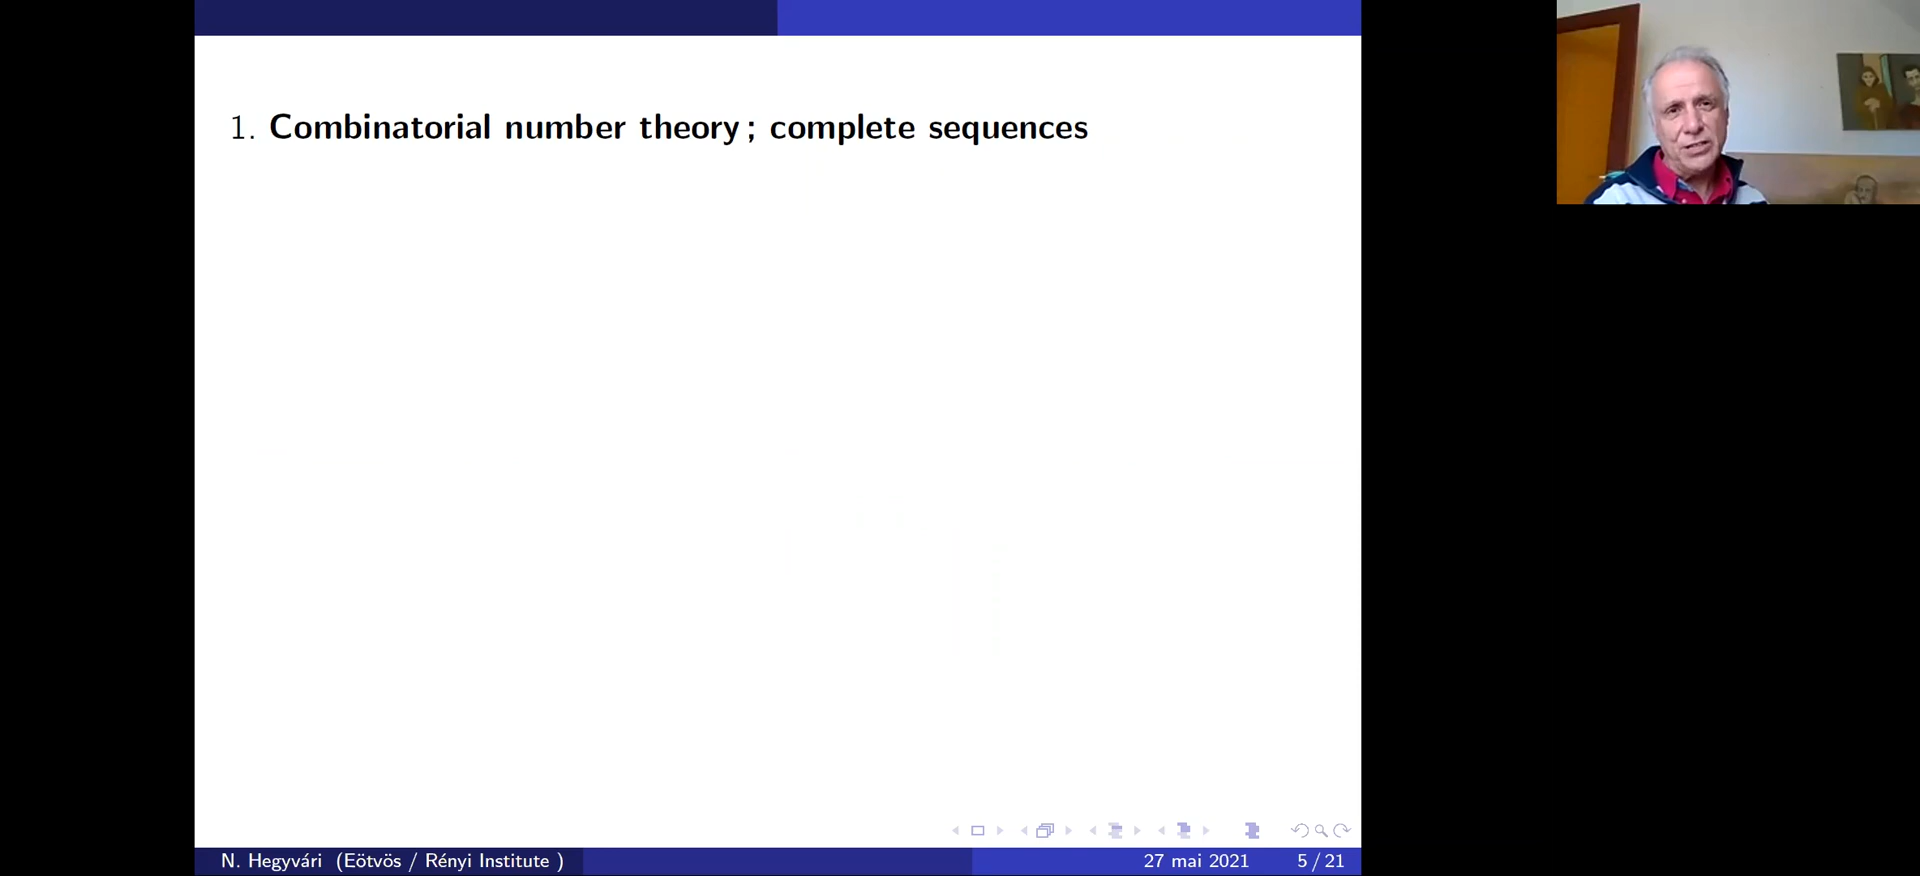 1. Combinatorial number theory ; complete sequences
N. Hegyvári (Eötvös / Rényi Institute )
27 mai 2021
5 / 21